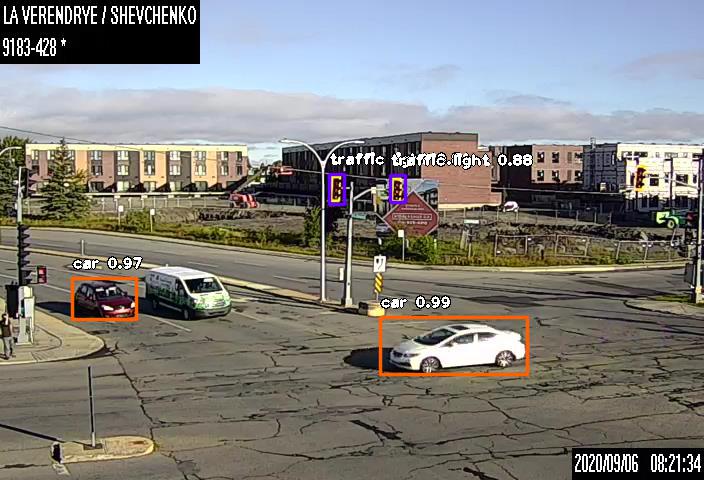 LA VERENDRYE / SHEVCHENKO
9183-428 *
traffic light 0.88
car 0.97
car 0.99
2020/09/06 08:21:34